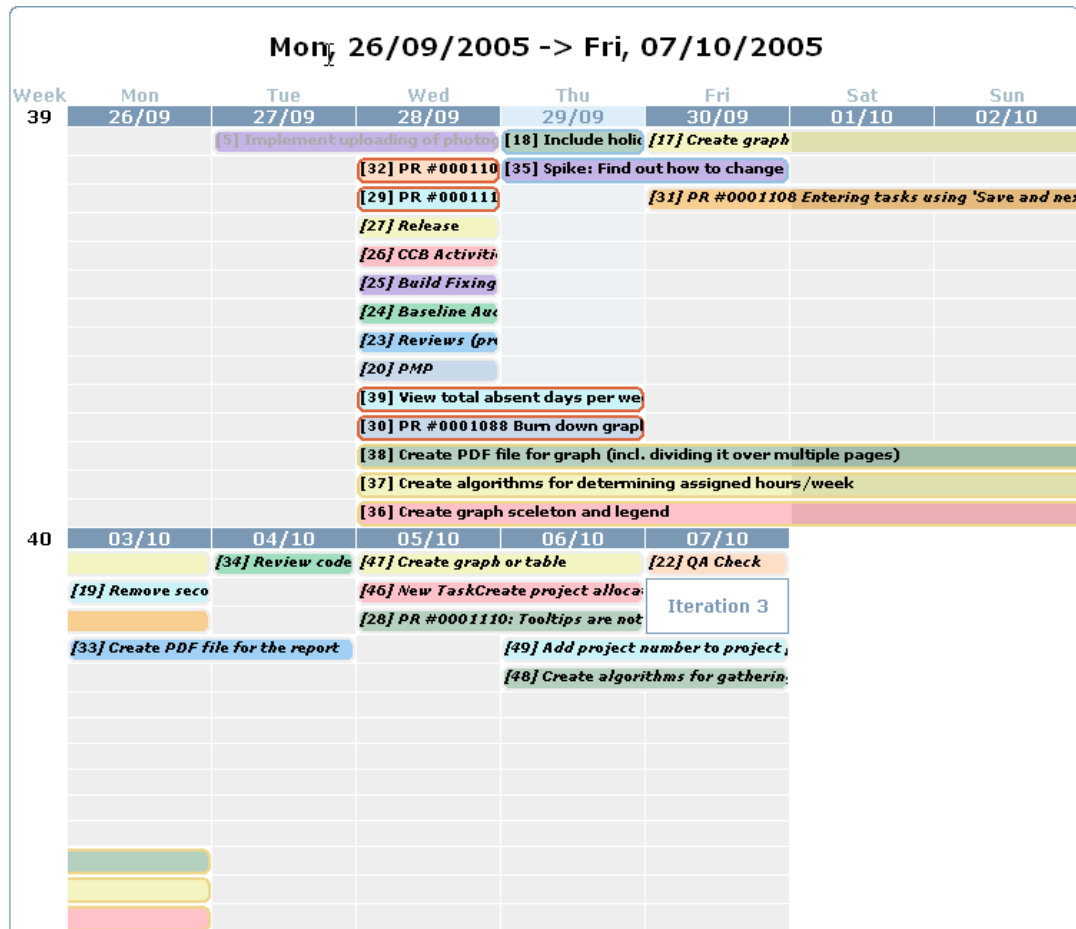 Mon, 26/09/2005 -> Fri, 07/10/2005
Week Mon Tue Wed Thu Fri Sat Sun
39 26/09 27/09 28/09 29/09 30/09 01/10 02/10
[5] Implement uploading of photog [18] Include holid [17] Create graph
[32] PR #000110 [35] Spike: Find out how to change
[29] PR #000111 [31] PR #0001108 Entering tasks using 'Save and nex
[27] Release
[26] CCB Activiti
[25] Build Fixing
[24] Baseline Aud
[23] Reviews (pr
[20] PMP
[39] View total absent days per we
[30] PR #0001088 Burn down grap
[38] Create PDF file for graph (incl. dividing it over multiple pages)
[37] Create algorithms for determining assigned hours/week
[36] Create graph sceleton and legend
40 03/10 04/10 05/10 06/10 07/10
[34] Review code [47] Create graph or table [22] QA Check
[19] Remove seco [46] New TaskCreate project alloca Iteration 3
[28] PR #0001110: Tooltips are not
[33] Create PDF file for the report [49] Add project number to project
[48] Create algorithms for gatherin